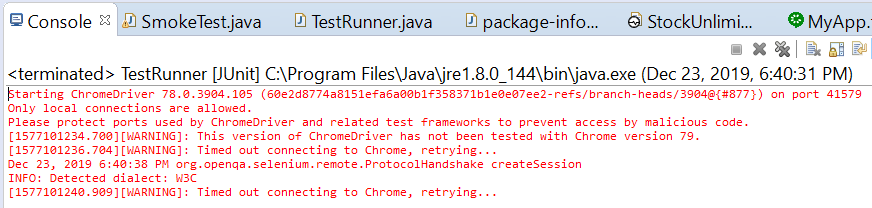 Console SmokeTest.java TestRunner.java package-info... StockUnlimi... MyApp.
<terminated> TestRunner [JUnit] C:\Program Files\Java\jre1.8.0_144\bin\java.exe (Dec 23, 2019, 6:40:31 PM)
Starting ChromeDriver 78.0.3904.105 (60e2d8774a8151efa6a00b1f358371b1e0e07ee2-refs/branch-heads/3904@{#877}) on port 41579
Only local connections are allowed.
Please protect ports used by ChromeDriver and related test frameworks to prevent access by malicious code.
[1577101234.700][WARNING]: This version of ChromeDriver has not been tested with Chrome version 79.
[1577101236.704][WARNING]: Timed out connecting to Chrome, retrying...
Dec 23, 2019 6:40:38 PM org.openqa.selenium.remote.ProtocolHandshake createSession
INFO: Detected dialect: W3C
[1577101240.909][WARNING]: Timed out connecting to Chrome, retrying...